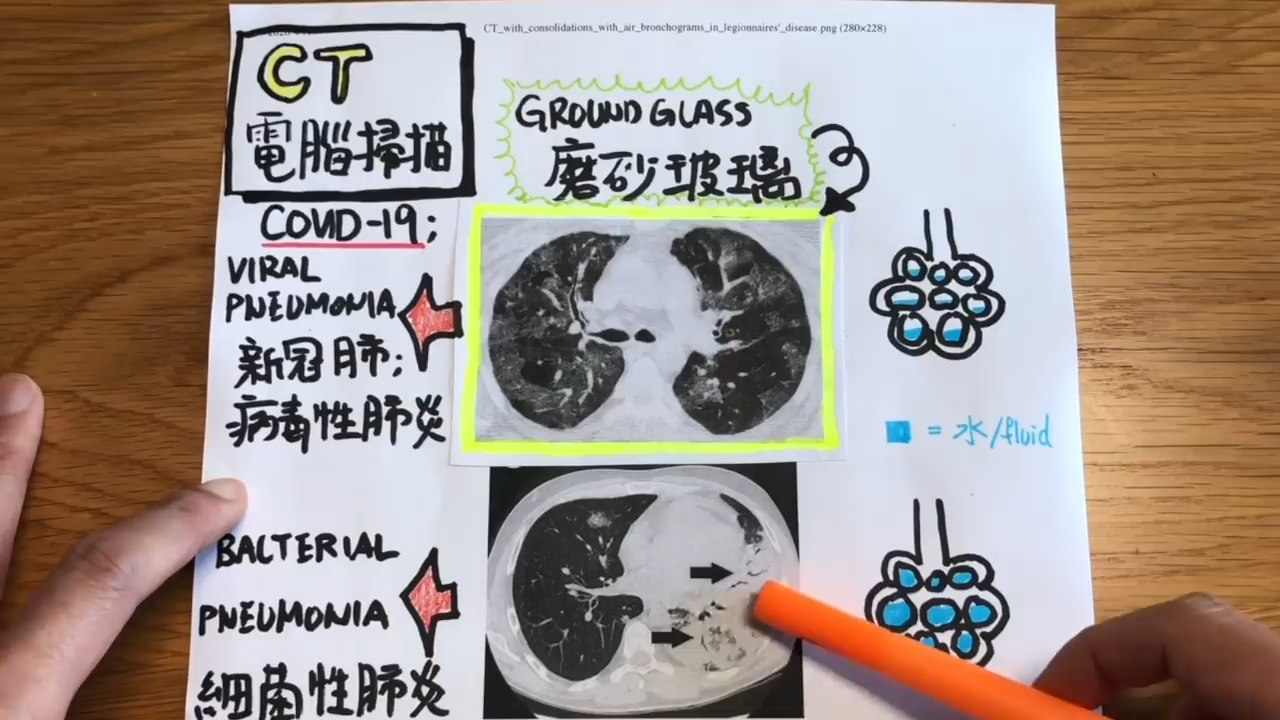 CT_with_consolidations_with_air_bronchograms_in_legionnaires'_disease.png (280×228)
CT
電腦掃描
GROUND GLASS
磨砂玻璃
COVID-19:
VIRAL
PNEUMONIA
新冠肺:
病毒性肺炎
= 水/fluid
BACTERIAL
PNEUMONIA
細菌性肺炎